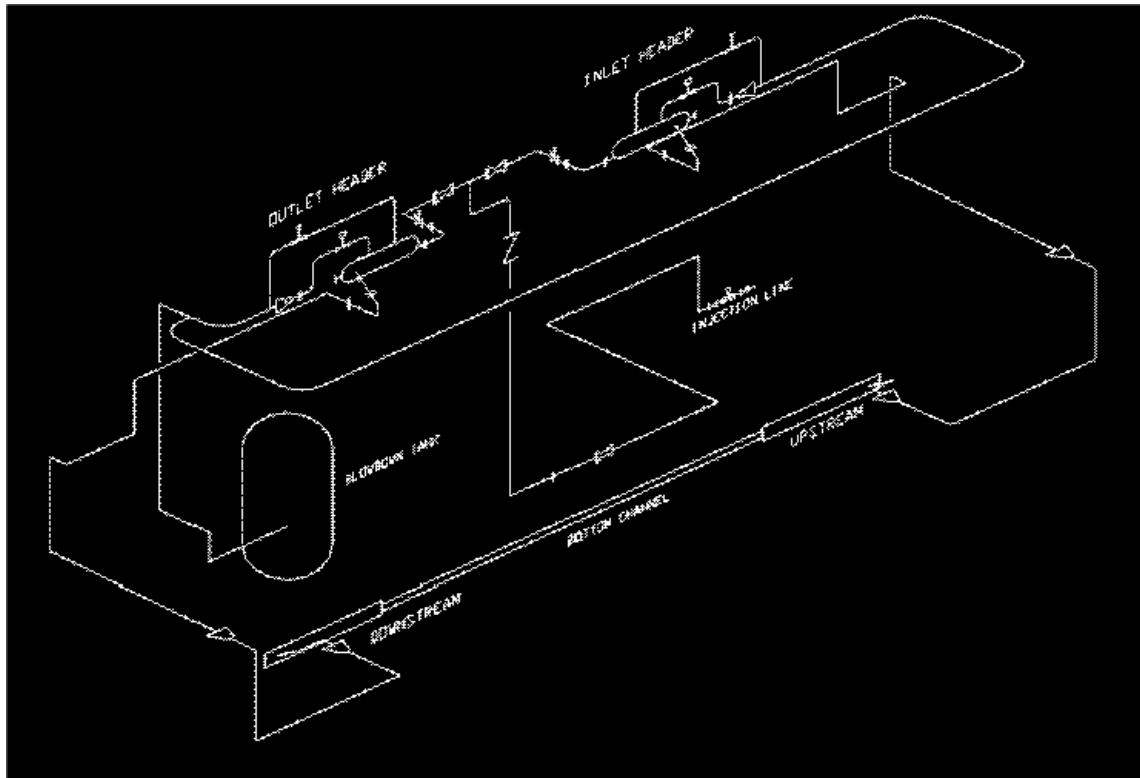 INLET HEADER
OUTLET HEADER
INJECTION LINE
BLOWDOWN TANK
UPSTREAM
BOTTOM CHANNEL
DOWNSTREAM